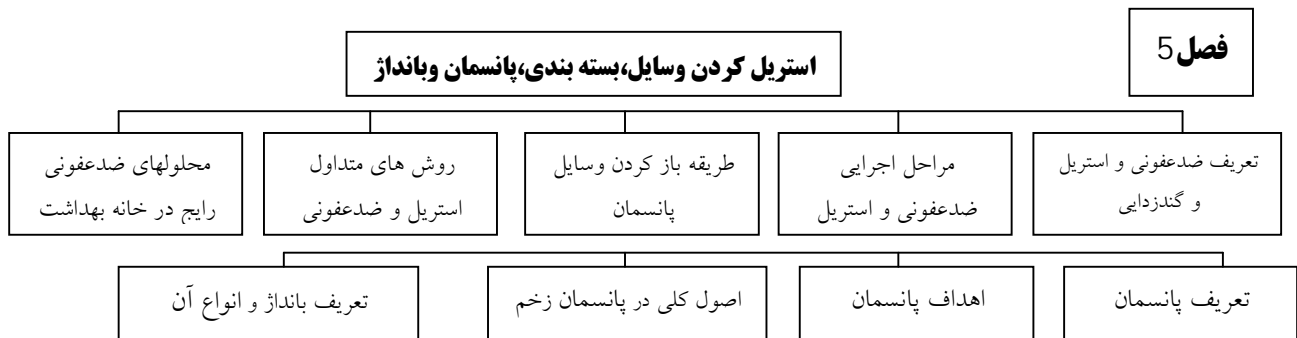 فصل 5
استریل کردن وسایل،بسته بندی،پانسمان وبانداژ
تعریف ضدعفونی و استریل
و گندزدایی
مراحل اجرایی
ضدعفونی و استریل
طریقه باز کردن وسایل
پانسمان
روش های متداول
استریل و ضدعفونی
محلولهای ضدعفونی
رایج در خانه بهداشت
تعریف پانسمان
اهداف پانسمان
اصول کلی در پانسمان زخم
تعریف بانداژ و انواع آن